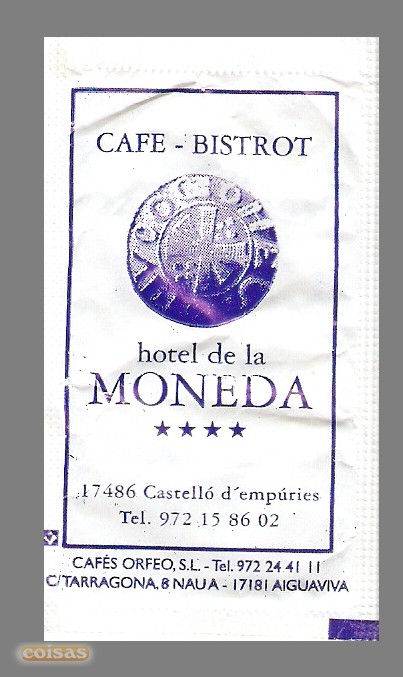 CAFE - BISTROT
hotel de la
MONEDA
★★★★
17486 Castelló d´empúries
Tel. 972 15 86 02
CAFÉS ORFEO, S.L. - Tel. 972 24 41 11
C/TARRAGONA, 8 NAU A - 17181 AIGUAVIVA
coisas